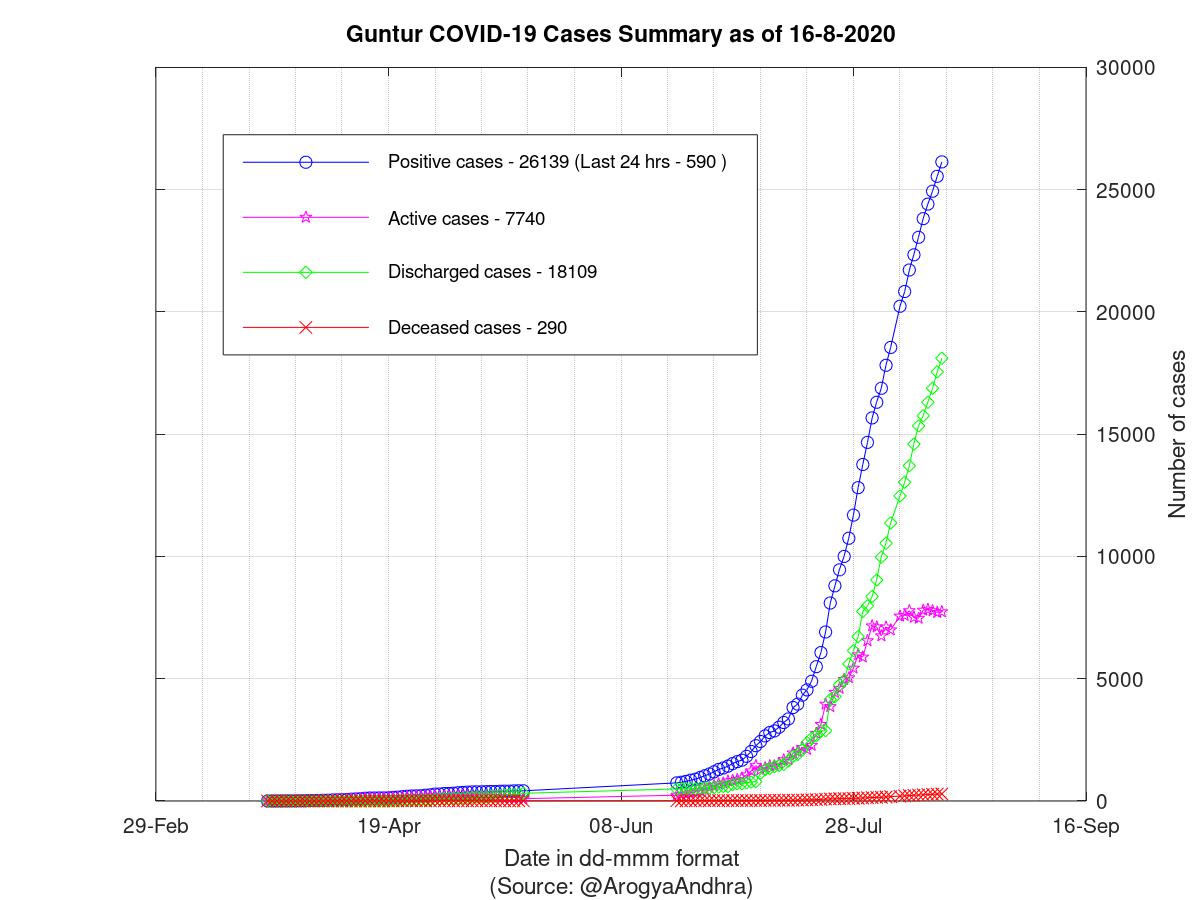 Guntur COVID-19 Cases Summary as of 16-8-2020
30000
Positive cases - 26139 (Last 24 hrs - 590 )
25000
Active cases - 7740
Discharged cases - 18109
20000
Deceased cases - 290
15000
Number of cases
10000
5000
0
29-Feb 19-Apr 08-Jun 28-Jul 16-Sep
Date in dd-mmm format
(Source: @ArogyaAndhra)